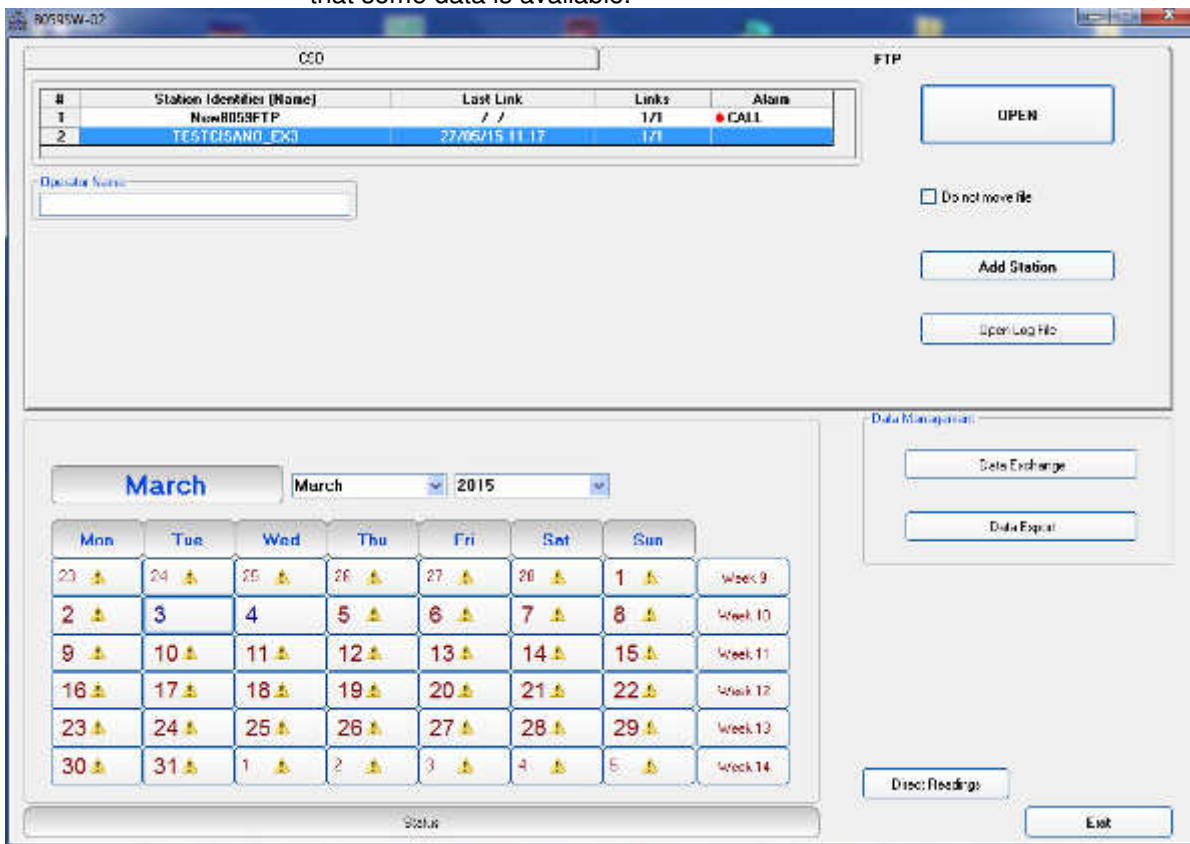 that some data is available.
8059SW-02
CSD FTP
# Station Identifier (Name) Last Link Links Alarm
1 New8059FTP / / 1/1 CALL
2 TESTCISANO_EX3 27/05/15 11.17 1/1
OPEN
Operator Name
Do not move file
Add Station
Open Log File
Data Management
Data Exchange
Data Export
March March 2015
Mon Tue Wed Thu Fri Sat Sun
23 24 25 26 27 28 1 Week 9
2 3 4 5 6 7 8 Week 10
9 10 11 12 13 14 15 Week 11
16 17 18 19 20 21 22 Week 12
23 24 25 26 27 28 29 Week 13
30 31 1 2 3 4 5 Week 14
Direct Readings
Status
Exit